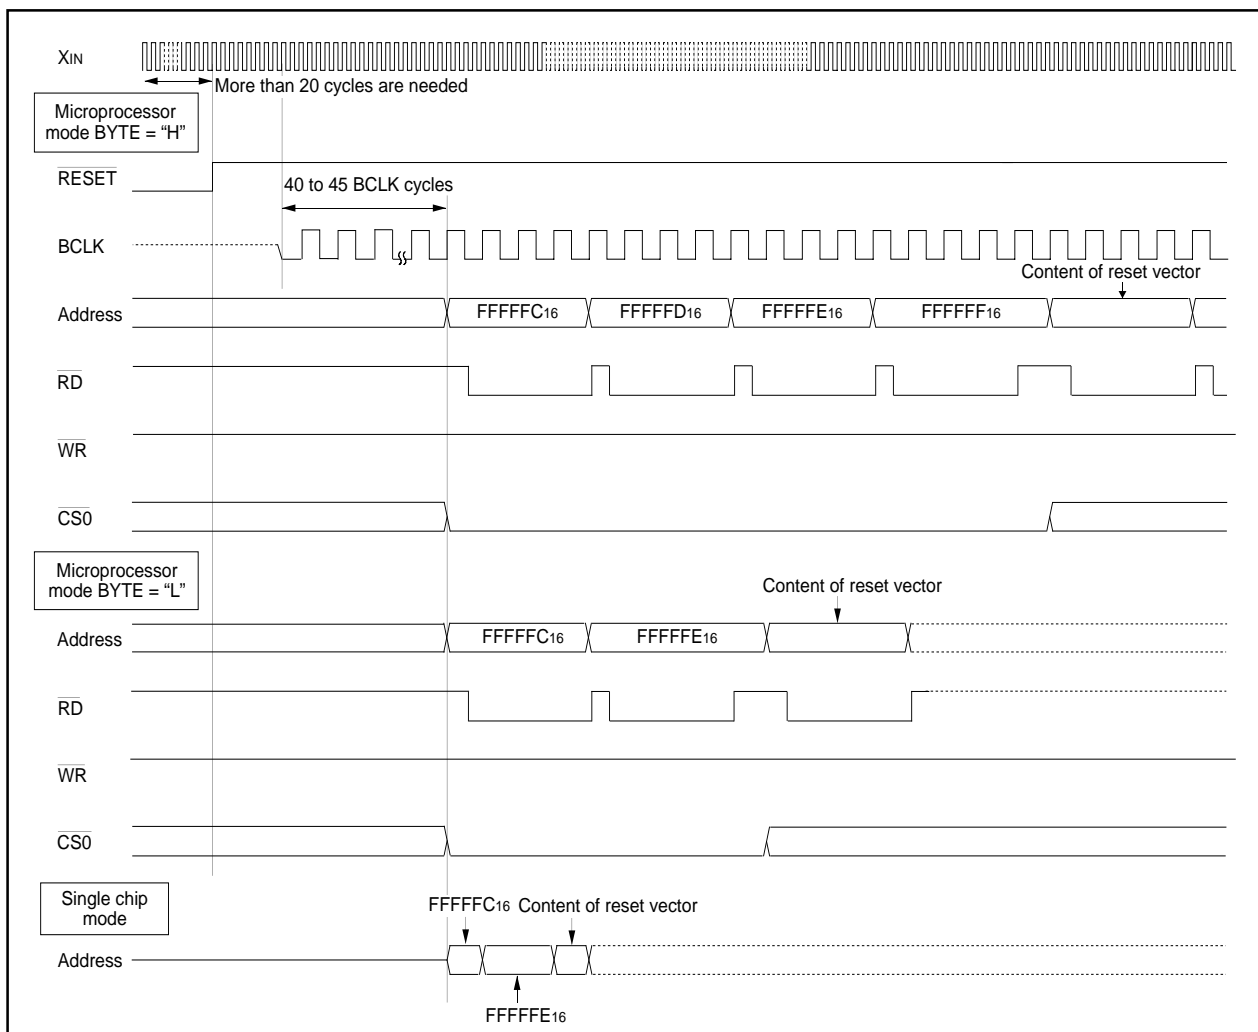 XIN
More than 20 cycles are needed
Microprocessor
mode BYTE = “H”
RESET
40 to 45 BCLK cycles
BCLK
Content of reset vector
Address
FFFFFC16
FFFFFD16
FFFFFE16
FFFFFF16
RD
WR
CS0
Microprocessor
mode BYTE = “L”
Content of reset vector
Address
FFFFFC16
FFFFFE16
RD
WR
CS0
Single chip
mode
FFFFFC16
Content of reset vector
Address
FFFFFE16